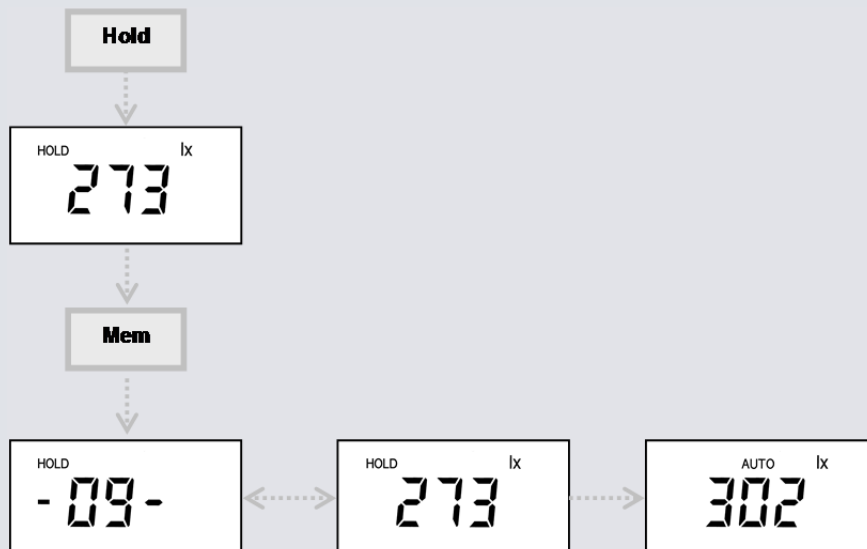 Hold
HOLD lx
273
Mem
HOLD
-09-
HOLD lx
273
AUTO lx
302